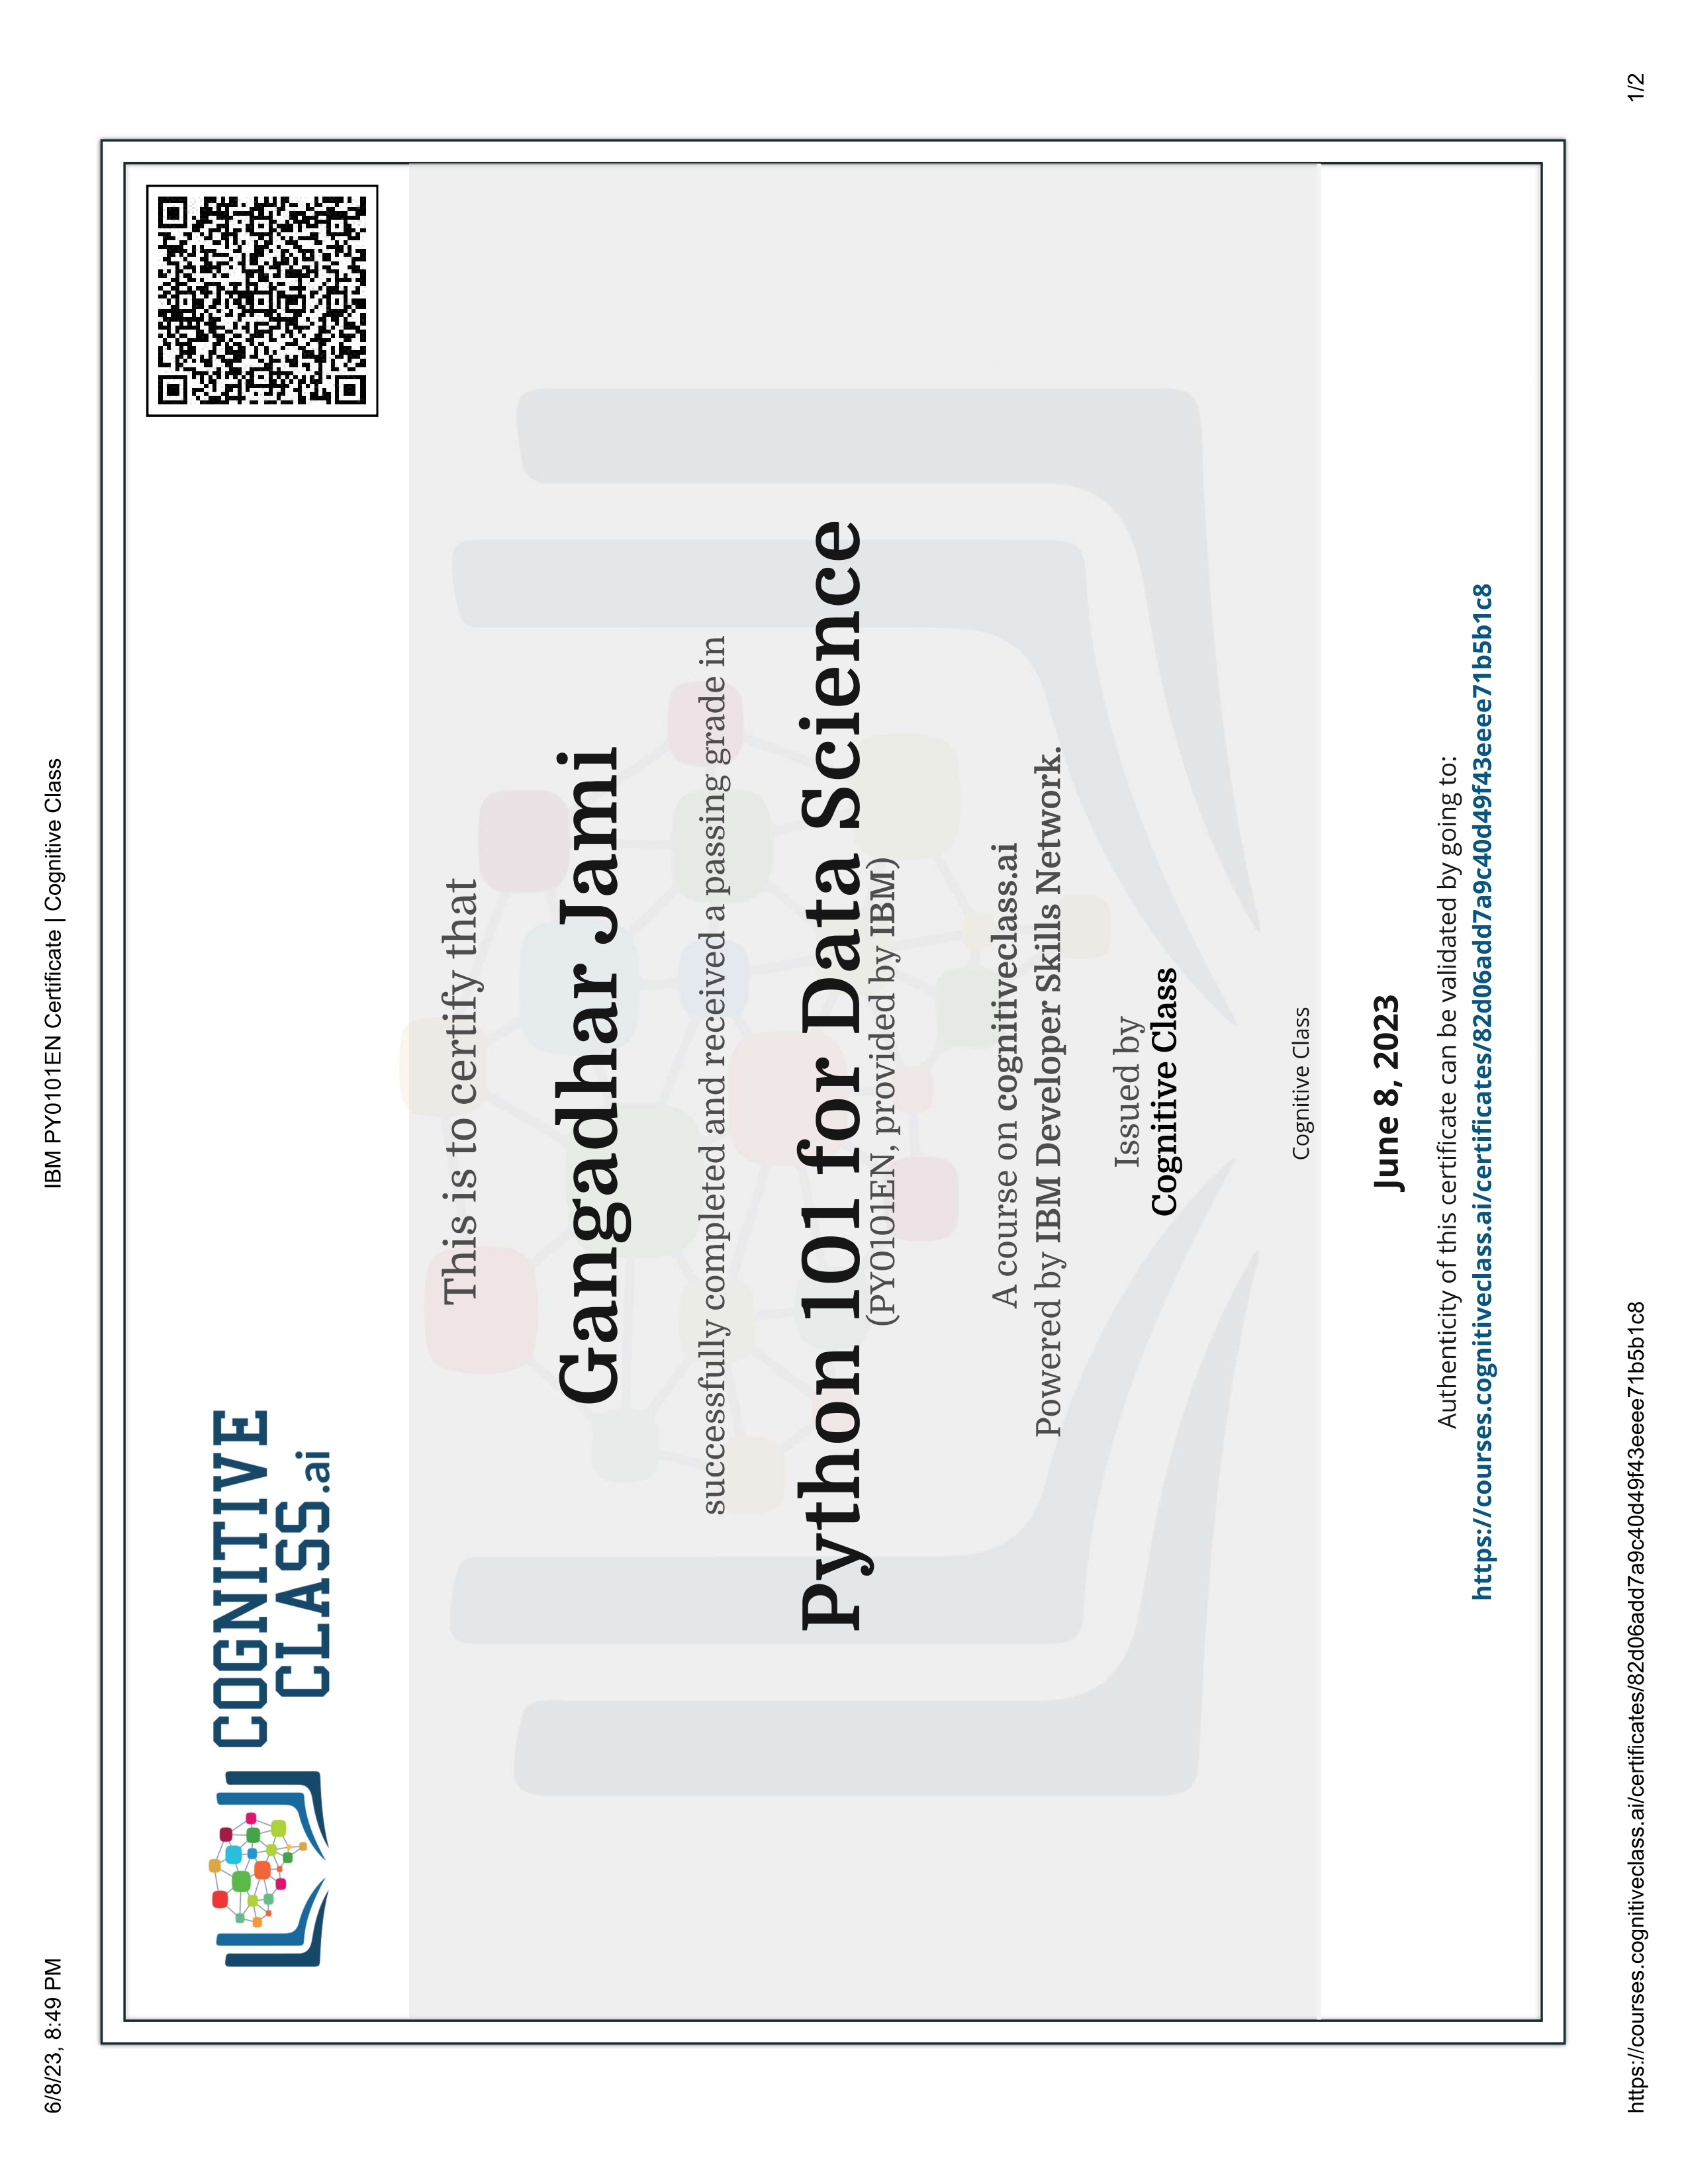 6/8/23, 8:49 PM
IBM PY0101EN Certificate | Cognitive Class
COGNITIVE
CLASS.ai
This is to certify that
Gangadhar Jami
successfully completed and received a passing grade in
Python 101 for Data Science
(PY0101EN, provided by IBM)
A course on cognitiveclass.ai
Powered by IBM Developer Skills Network.
Issued by
Cognitive Class
Cognitive Class
June 8, 2023
Authenticity of this certificate can be validated by going to:
https://courses.cognitiveclass.ai/certificates/82d06add7a9c40d49f43eeee71b5b1c8
https://courses.cognitiveclass.ai/certificates/82d06add7a9c40d49f43eeee71b5b1c8
1/2